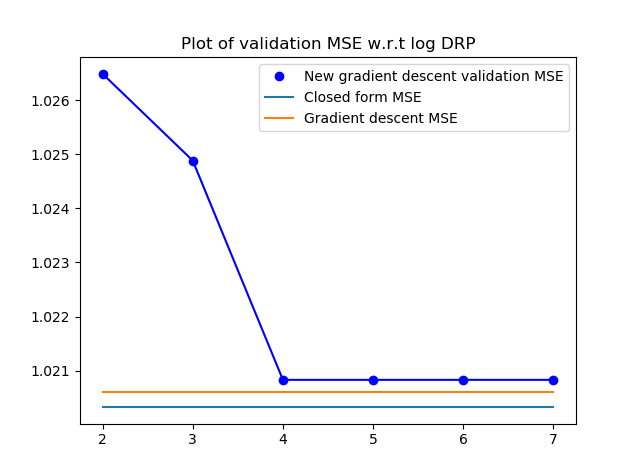 Plot of validation MSE w.r.t log DRP
New gradient descent validation MSE
Closed form MSE
Gradient descent MSE
1.026
1.025
1.024
1.023
1.022
1.021
2 3 4 5 6 7